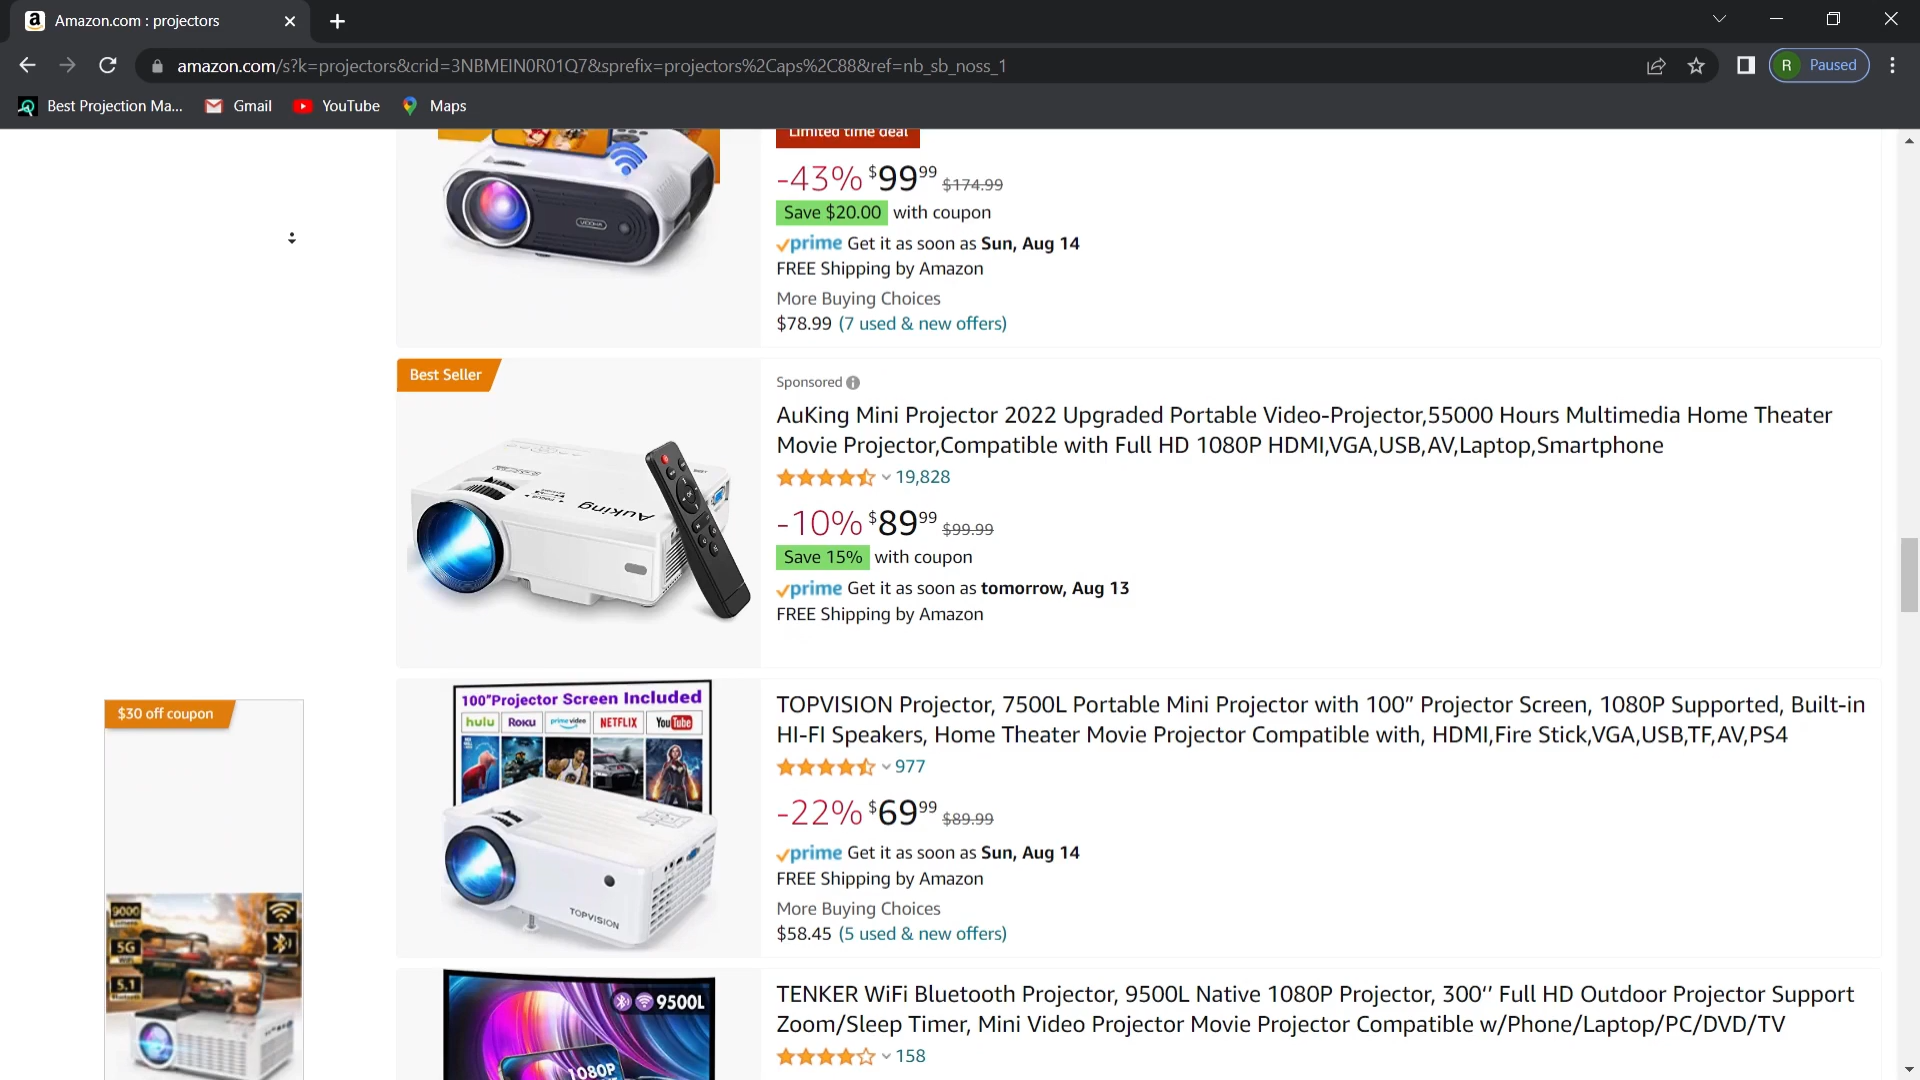 Amazon.com : projectors
amazon.com/s?k=projectors&crid=3NBMEIN0R01Q7&sprefix=projectors%2Caps%2C88&ref=nb_sb_noss_1
R Paused
Best Projection Ma...
Gmail
YouTube
Maps
Limited time deal
-43% $99.99 $174.99
Save $20.00 with coupon
prime Get it as soon as Sun, Aug 14
FREE Shipping by Amazon
More Buying Choices
$78.99 (7 used & new offers)
Best Seller
Sponsored
AuKing Mini Projector 2022 Upgraded Portable Video-Projector,55000 Hours Multimedia Home Theater
Movie Projector,Compatible with Full HD 1080P HDMI,VGA,USB,AV,Laptop,Smartphone
19,828
-10% $89.99 $99.99
Save 15% with coupon
prime Get it as soon as tomorrow, Aug 13
FREE Shipping by Amazon
AuKing
100"Projector Screen Included
hulu Roku prime video NETFLIX YouTube
TOPVISION
TOPVISION Projector, 7500L Portable Mini Projector with 100" Projector Screen, 1080P Supported, Built-in
HI-FI Speakers, Home Theater Movie Projector Compatible with, HDMI,Fire Stick,VGA,USB,TF,AV,PS4
977
-22% $69.99 $89.99
prime Get it as soon as Sun, Aug 14
FREE Shipping by Amazon
More Buying Choices
$58.45 (5 used & new offers)
$30 off coupon
9000
5G
WiFi
5.1
9500L
1080P
TENKER WiFi Bluetooth Projector, 9500L Native 1080P Projector, 300'' Full HD Outdoor Projector Support
Zoom/Sleep Timer, Mini Video Projector Movie Projector Compatible w/Phone/Laptop/PC/DVD/TV
158